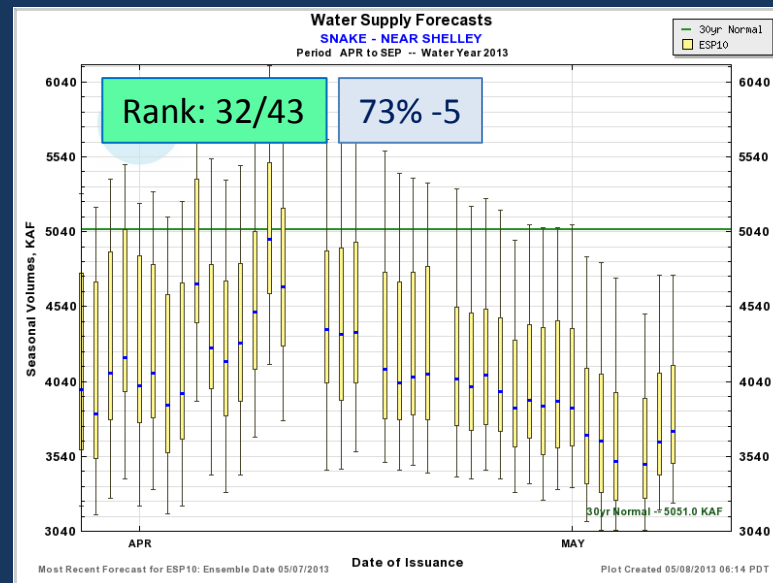 Water Supply Forecasts
SNAKE - NEAR SHELLEY
Period APR to SEP -- Water Year 2013
30yr Normal
ESP10
Rank: 32/43
73% -5
6040
5540
5040
4540
4040
3540
3040
Seasonal Volumes, KAF
6040
5540
5040
4540
4040
3540
3040
30yr Normal -- 5051.0 KAF
APR
MAY
Date of Issuance
Most Recent Forecast for ESP10: Ensemble Date 05/07/2013
Plot Created 05/08/2013 06:14 PDT